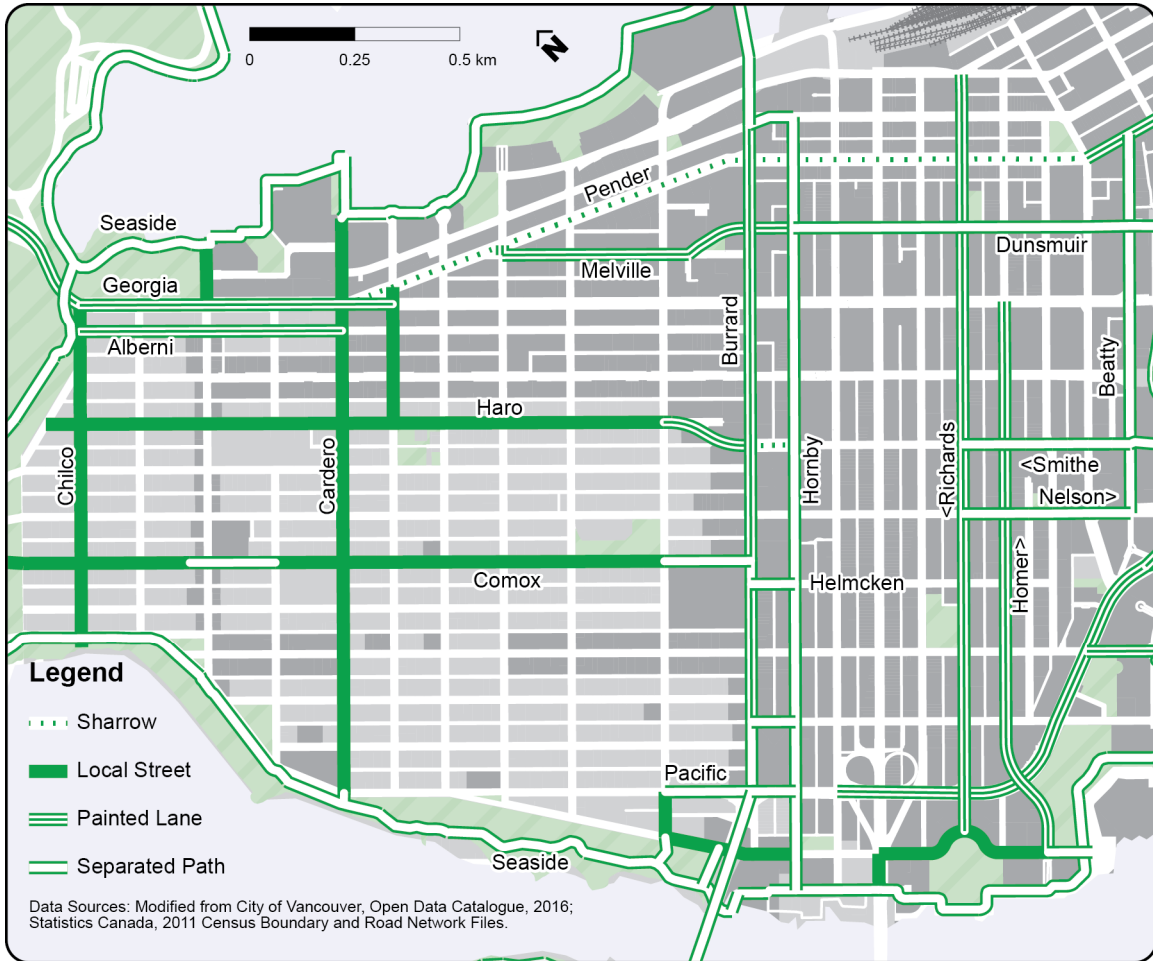 0 0.25 0.5 km
N
Pender
Seaside
Dunsmuir
Melville
Georgia
Burrard
Alberni
Beatty
Haro
Chilco
Cardero
Hornby
<Richards
<Smithe
Nelson>
Comox
Helmcken
Homer>
Legend
Sharrow
Local Street
Pacific
Painted Lane
Seaside
Separated Path
Data Sources: Modified from City of Vancouver, Open Data Catalogue, 2016;
Statistics Canada, 2011 Census Boundary and Road Network Files.